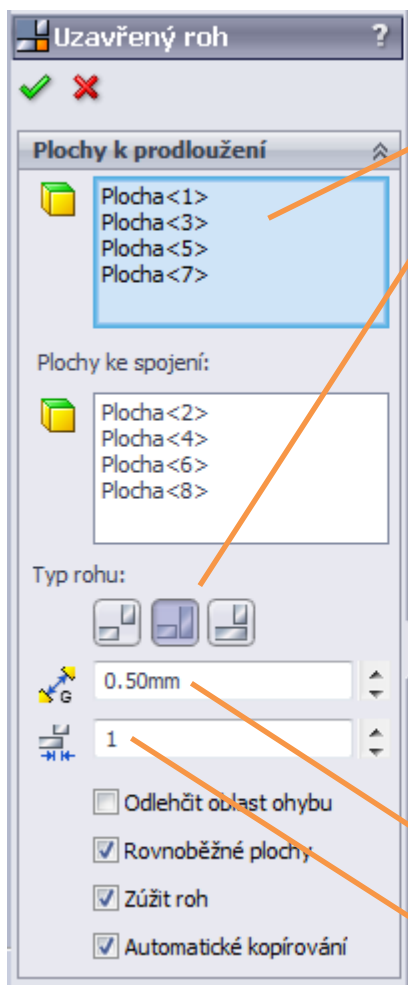 Uzavřený roh ?
Plochy k prodloužení
Plocha<1>
Plocha<3>
Plocha<5>
Plocha<7>
Plochy ke spojení:
Plocha<2>
Plocha<4>
Plocha<6>
Plocha<8>
Typ rohu:
G
0.50mm
1
Odlehčit oblast ohybu
Rovnoběžné plochy
Zúžit roh
Automatické kopírování